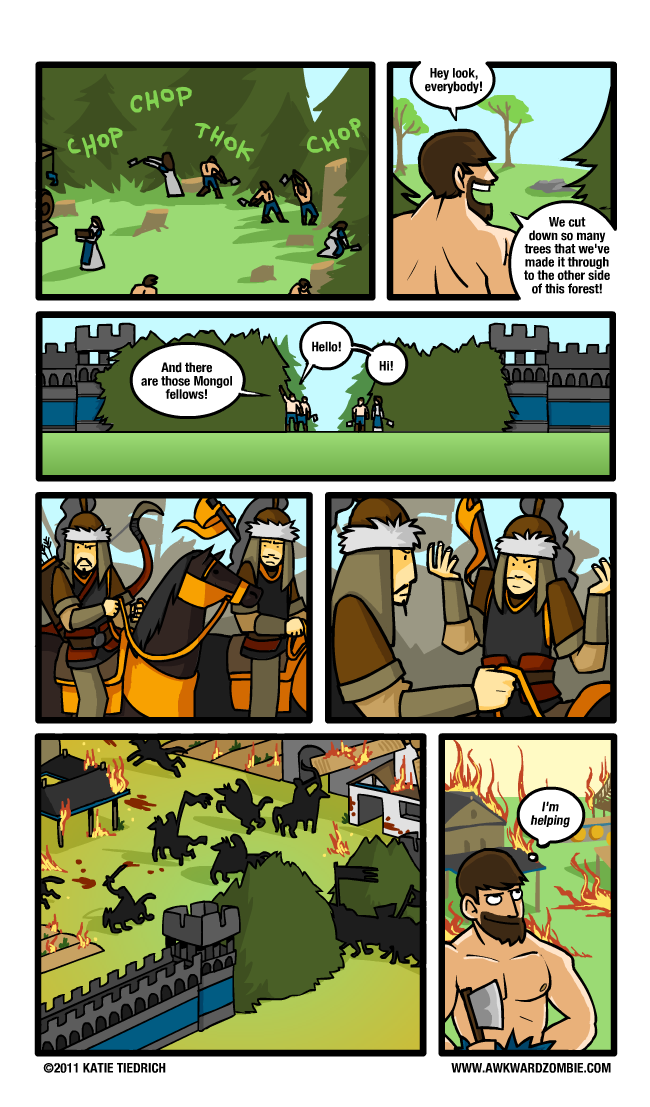 CHOP
CHOP
THOK
CHOP
Hey look,
everybody!
We cut
down so many
trees that we've
made it through
to the other side
of this forest!
And there
are those Mongol
fellows!
Hello!
Hi!
I'm
helping
©2011 KATIE TIEDRICH
WWW.AWKWARDZOMBIE.COM